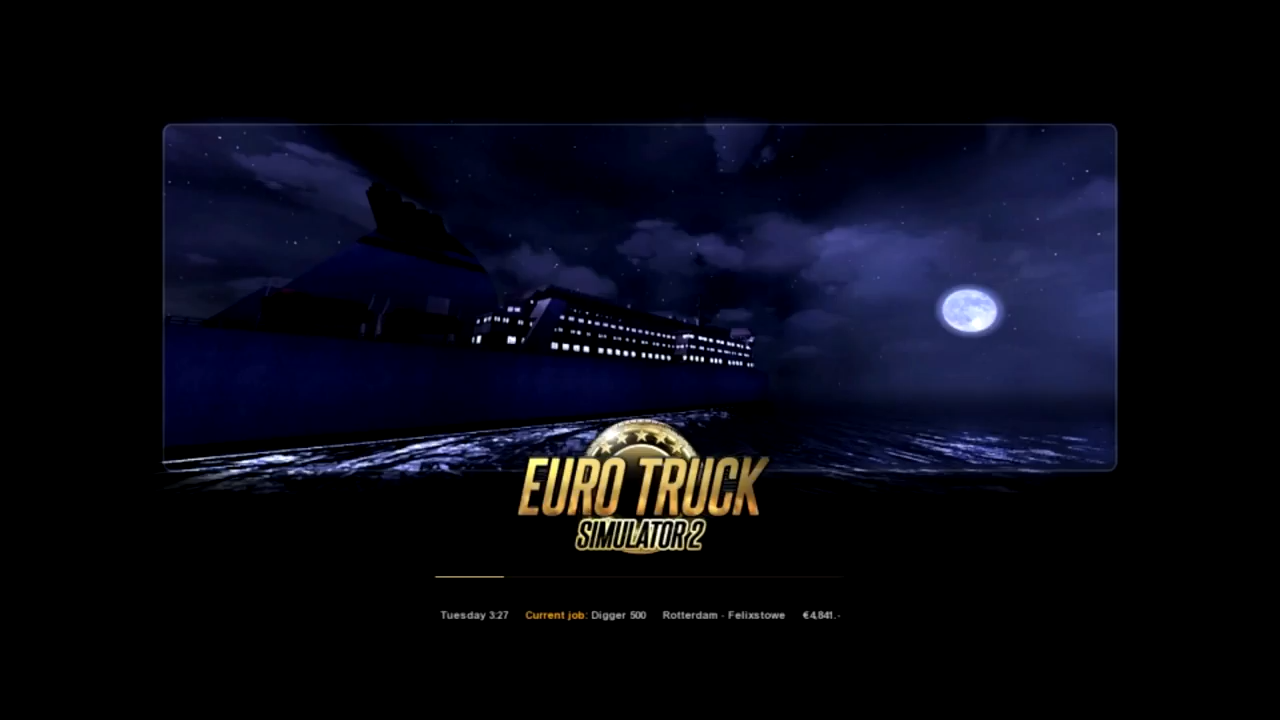 EURO TRUCK
SIMULATOR 2
Tuesday 3:27 Current job: Digger 500 Rotterdam - Felixstowe €4,841.-